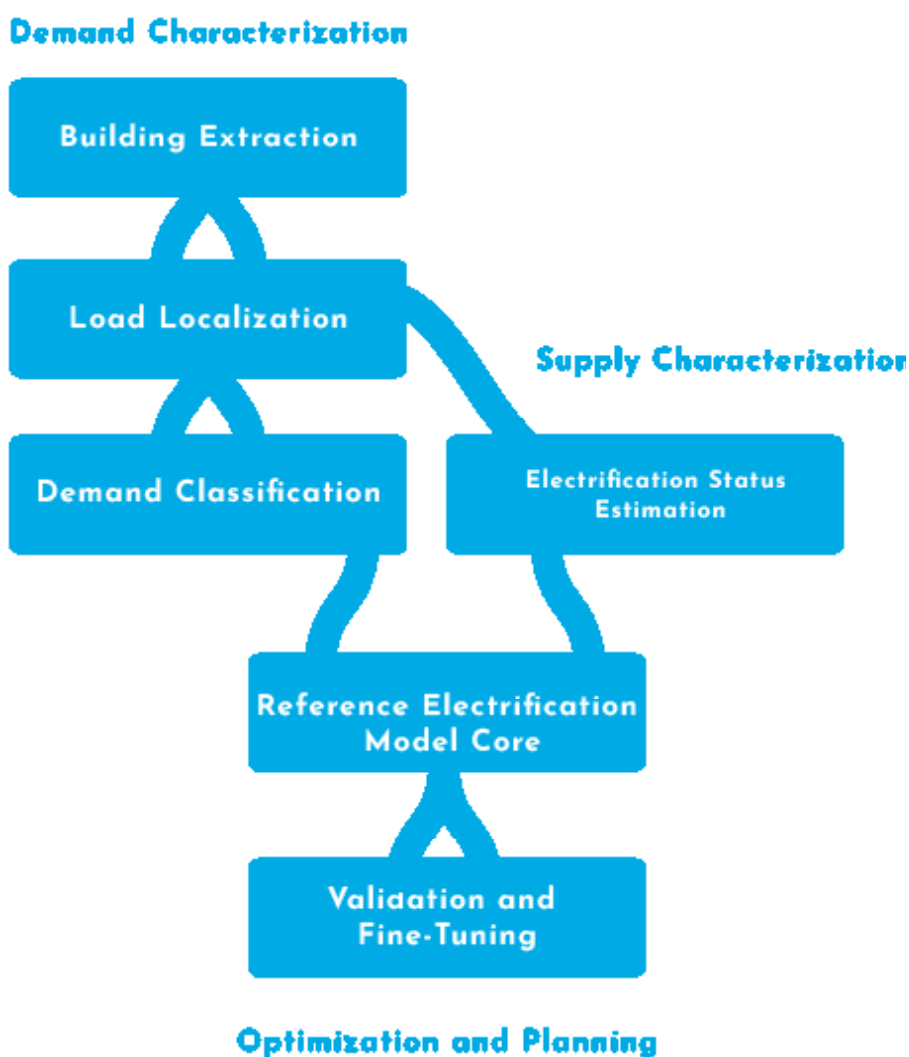 Demand Characterization
Building Extraction
Load Localization
Supply Characterization
Demand Classification
Electrification Status
Estimation
Reference Electrification
Model Core
Validation and
Fine-Tuning
Optimization and Planning